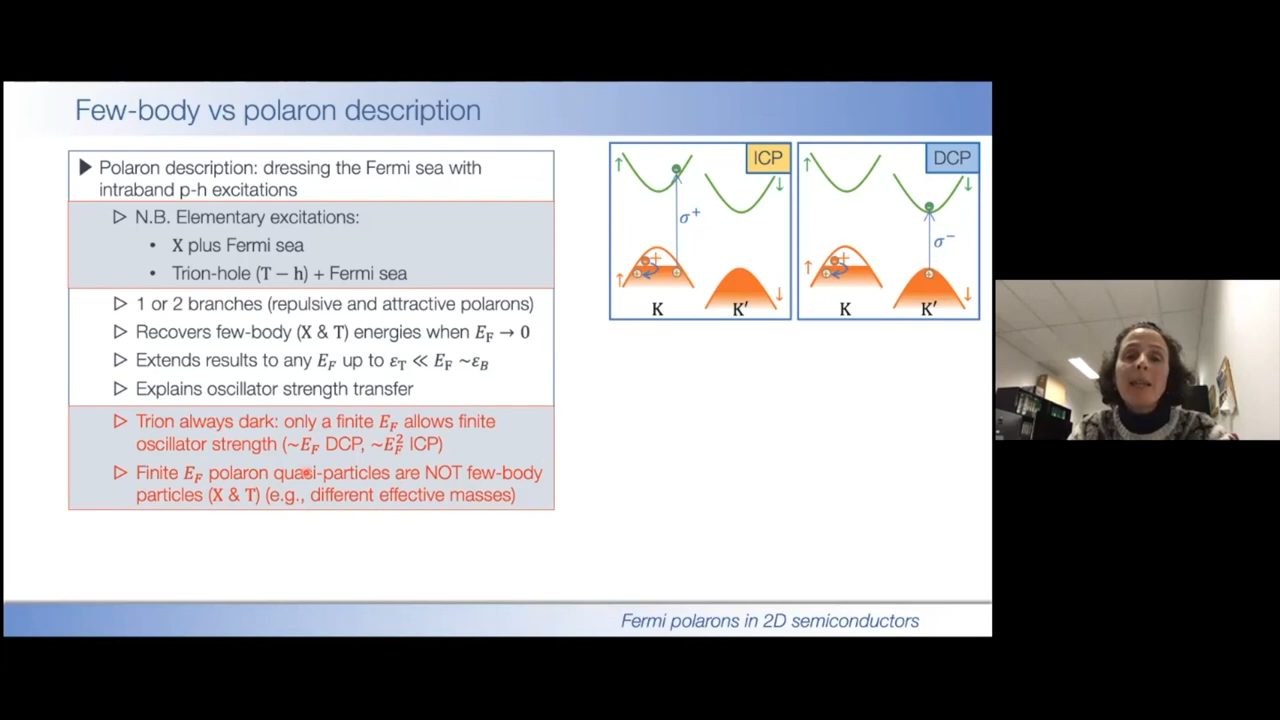 Few-body vs polaron description
▶ Polaron description: dressing the Fermi sea with
intraband p-h excitations
▷ N.B. Elementary excitations:
• X plus Fermi sea
• Trion-hole (T − h) + Fermi sea
▷ 1 or 2 branches (repulsive and attractive polarons)
▷ Recovers few-body (X & T) energies when E_F → 0
▷ Extends results to any E_F up to ε_T ≪ E_F ~ε_B
▷ Explains oscillator strength transfer
▷ Trion always dark: only a finite E_F allows finite
oscillator strength (~E_F DCP, ~E_F^2 ICP)
▷ Finite E_F polaron quasi-particles are NOT few-body
particles (X & T) (e.g., different effective masses)
ICP
σ+
K K′
DCP
σ−
K K′
Fermi polarons in 2D semiconductors